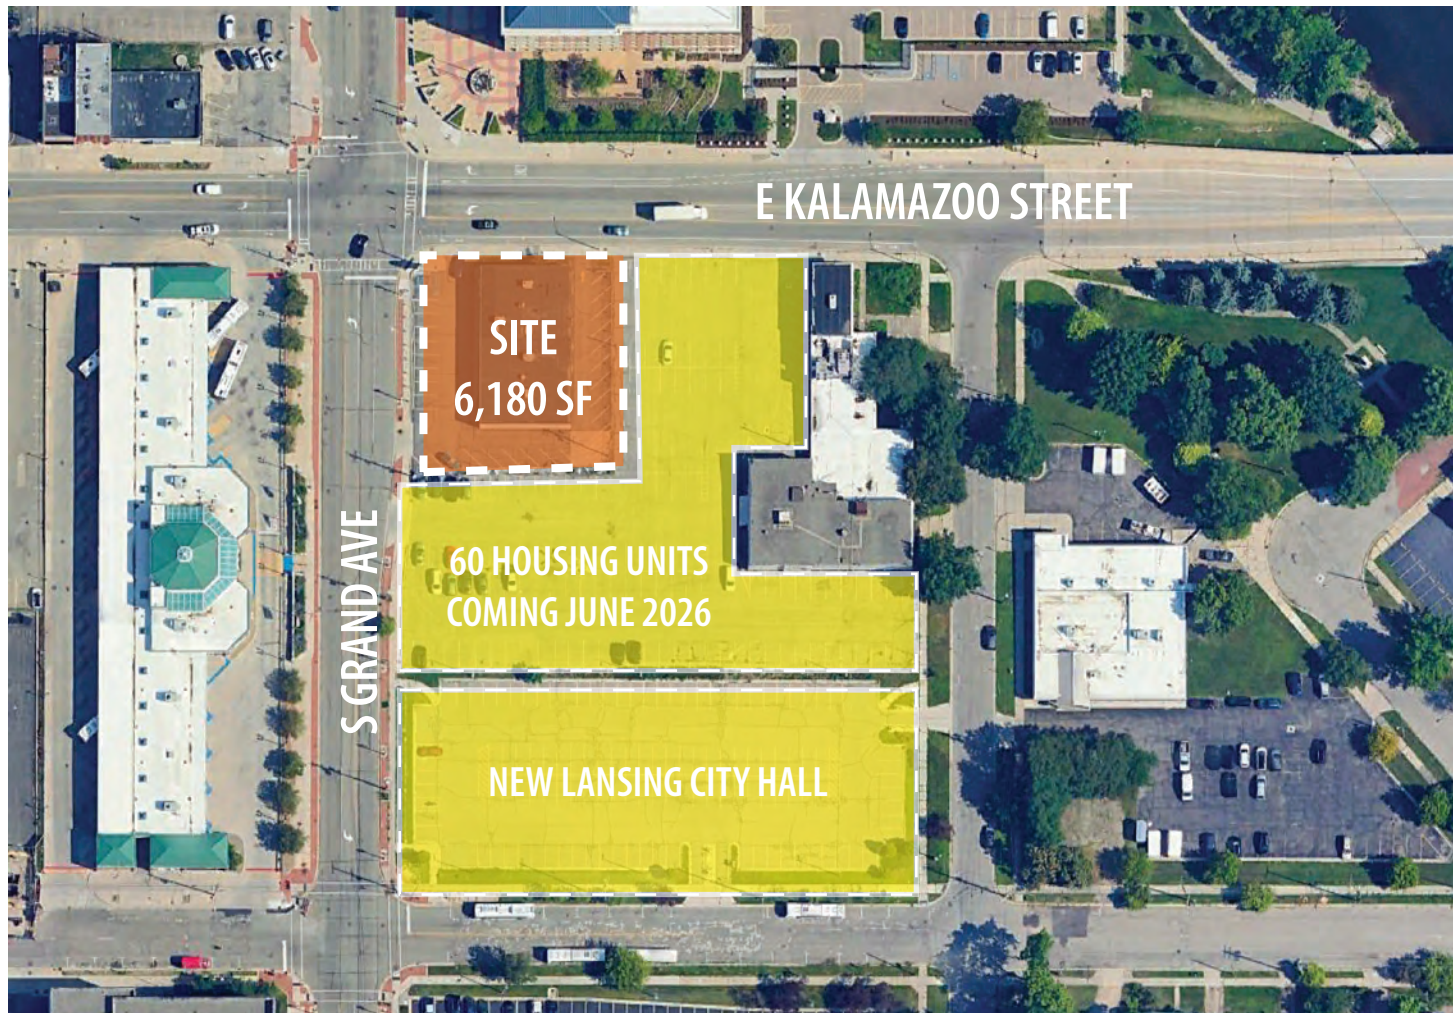 E KALAMAZOO STREET
SITE
6,180 SF
S GRAND AVE
60 HOUSING UNITS
COMING JUNE 2026
NEW LANSING CITY HALL